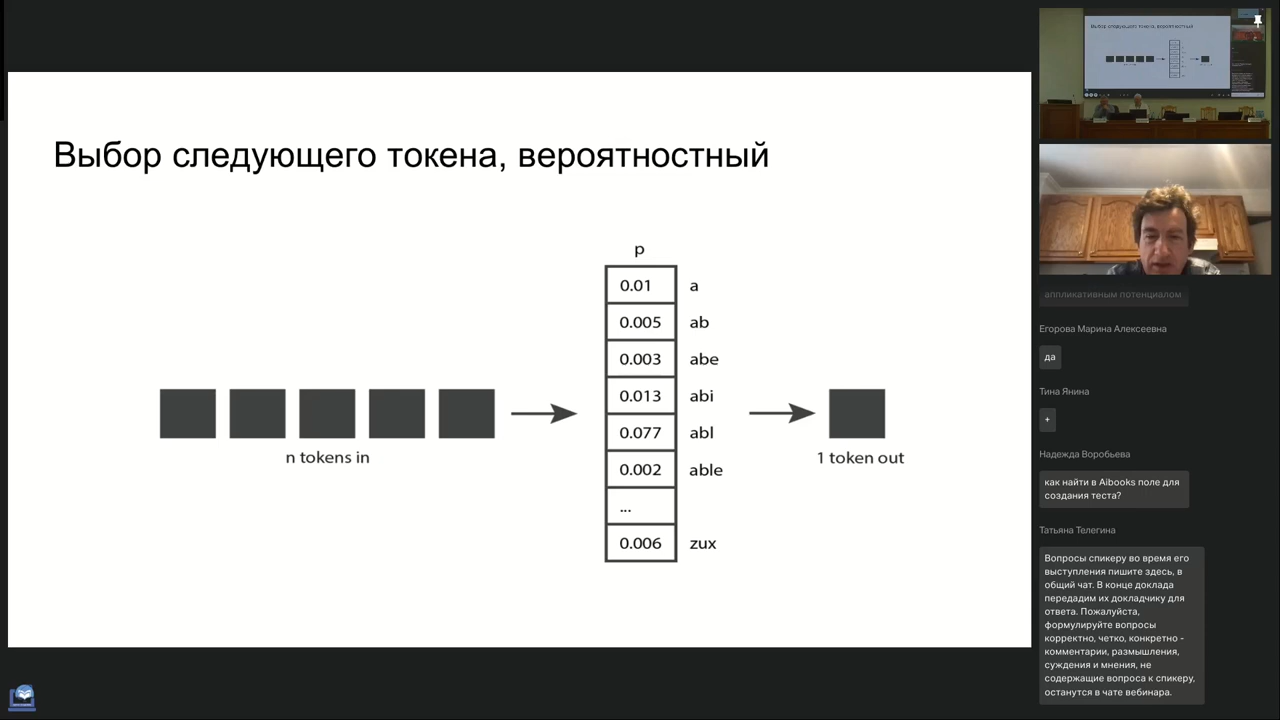 Выбор следующего токена, вероятностный
p
0.01 a
0.005 ab
0.003 abe
0.013 abi
0.077 abl
0.002 able
...
0.006 zux
n tokens in
1 token out
Выбор следующего токена, вероятностный
аппликативным потенциалом
Егорова Марина Алексеевна
да
Тина Янина
+
Надежда Воробьева
как найти в Aibooks поле для
создания теста?
Татьяна Телегина
Вопросы спикеру во время его
выступления пишите здесь, в
общий чат. В конце доклада
передадим их докладчику для
ответа. Пожалуйста,
формулируйте вопросы
корректно, четко, конкретно -
комментарии, размышления,
суждения и мнения, не
содержащие вопроса к спикеру,
останутся в чате вебинара.